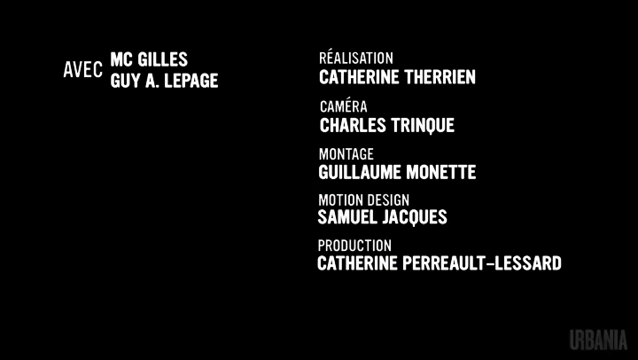 AVEC
MC GILLES
GUY A. LEPAGE
RÉALISATION
CATHERINE THERRIEN
CAMÉRA
CHARLES TRINQUE
MONTAGE
GUILLAUME MONETTE
MOTION DESIGN
SAMUEL JACQUES
PRODUCTION
CATHERINE PERREAULT-LESSARD
URBANIA